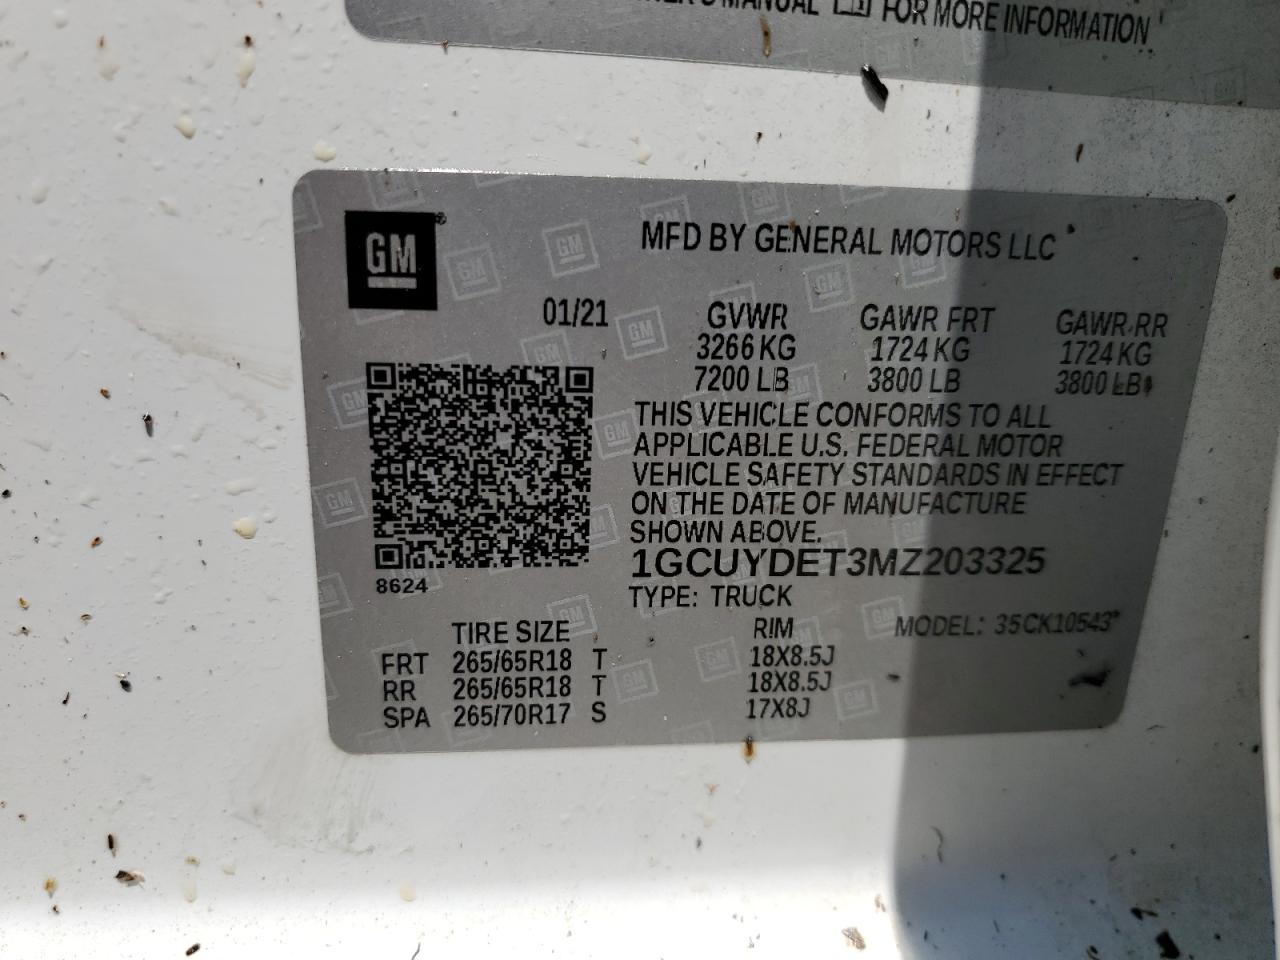 MANUAL FOR MORE INFORMATION
GM
MFD BY GENERAL MOTORS LLC
01/21 GVWR GAWR FRT GAWR RR
3266 KG 1724 KG 1724 KG
7200 LB 3800 LB 3800 LB
THIS VEHICLE CONFORMS TO ALL
APPLICABLE U.S. FEDERAL MOTOR
VEHICLE SAFETY STANDARDS IN EFFECT
ON THE DATE OF MANUFACTURE
SHOWN ABOVE.
1GCUYDET3MZ203325
8624
TYPE: TRUCK
TIRE SIZE RIM MODEL: 35CK10543*
FRT 265/65R18 T 18X8.5J
RR 265/65R18 T 18X8.5J
SPA 265/70R17 S 17X8J